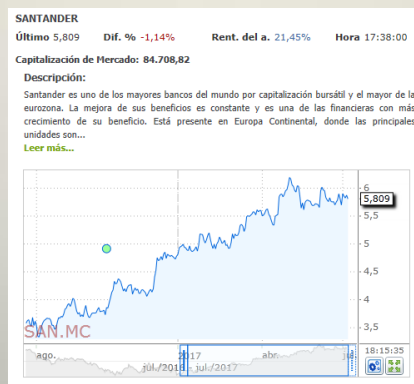 SANTANDER
Último 5,809 Dif. % -1,14% Rent. del a. 21,45% Hora 17:38:00
Capitalización de Mercado: 84.708,82
Descripción:
Santander es uno de los mayores bancos del mundo por capitalización bursátil y el mayor de la
eurozona. La mejora de sus beneficios es constante y es una de las financieras con más
crecimiento de su beneficio. Está presente en Europa Continental, donde las principales
unidades son...
Leer más...
6
5,809
5,5
5
4,5
4
3,5
SAN.MC
ago. 2017 abr. jul. 18:15:35
júl./2016 jul./2017